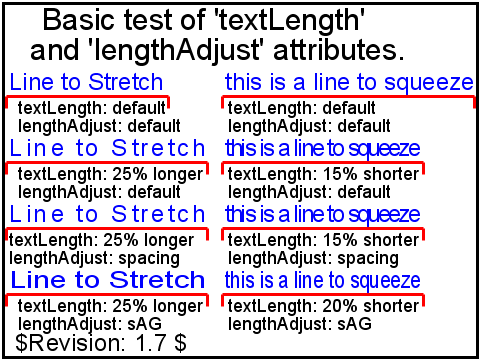 Basic test of 'textLength'
and 'lengthAdjust' attributes.
Line to Stretch
textLength: default
lengthAdjust: default
this is a line to squeeze
textLength: default
lengthAdjust: default
Line to Stretch
textLength: 25% longer
lengthAdjust: default
this is a line to squeeze
textLength: 15% shorter
lengthAdjust: default
Line to Stretch
textLength: 25% longer
lengthAdjust: spacing
this is a line to squeeze
textLength: 15% shorter
lengthAdjust: spacing
Line to Stretch
textLength: 25% longer
lengthAdjust: sAG
this is a line to squeeze
textLength: 20% shorter
lengthAdjust: sAG
$Revision: 1.7 $